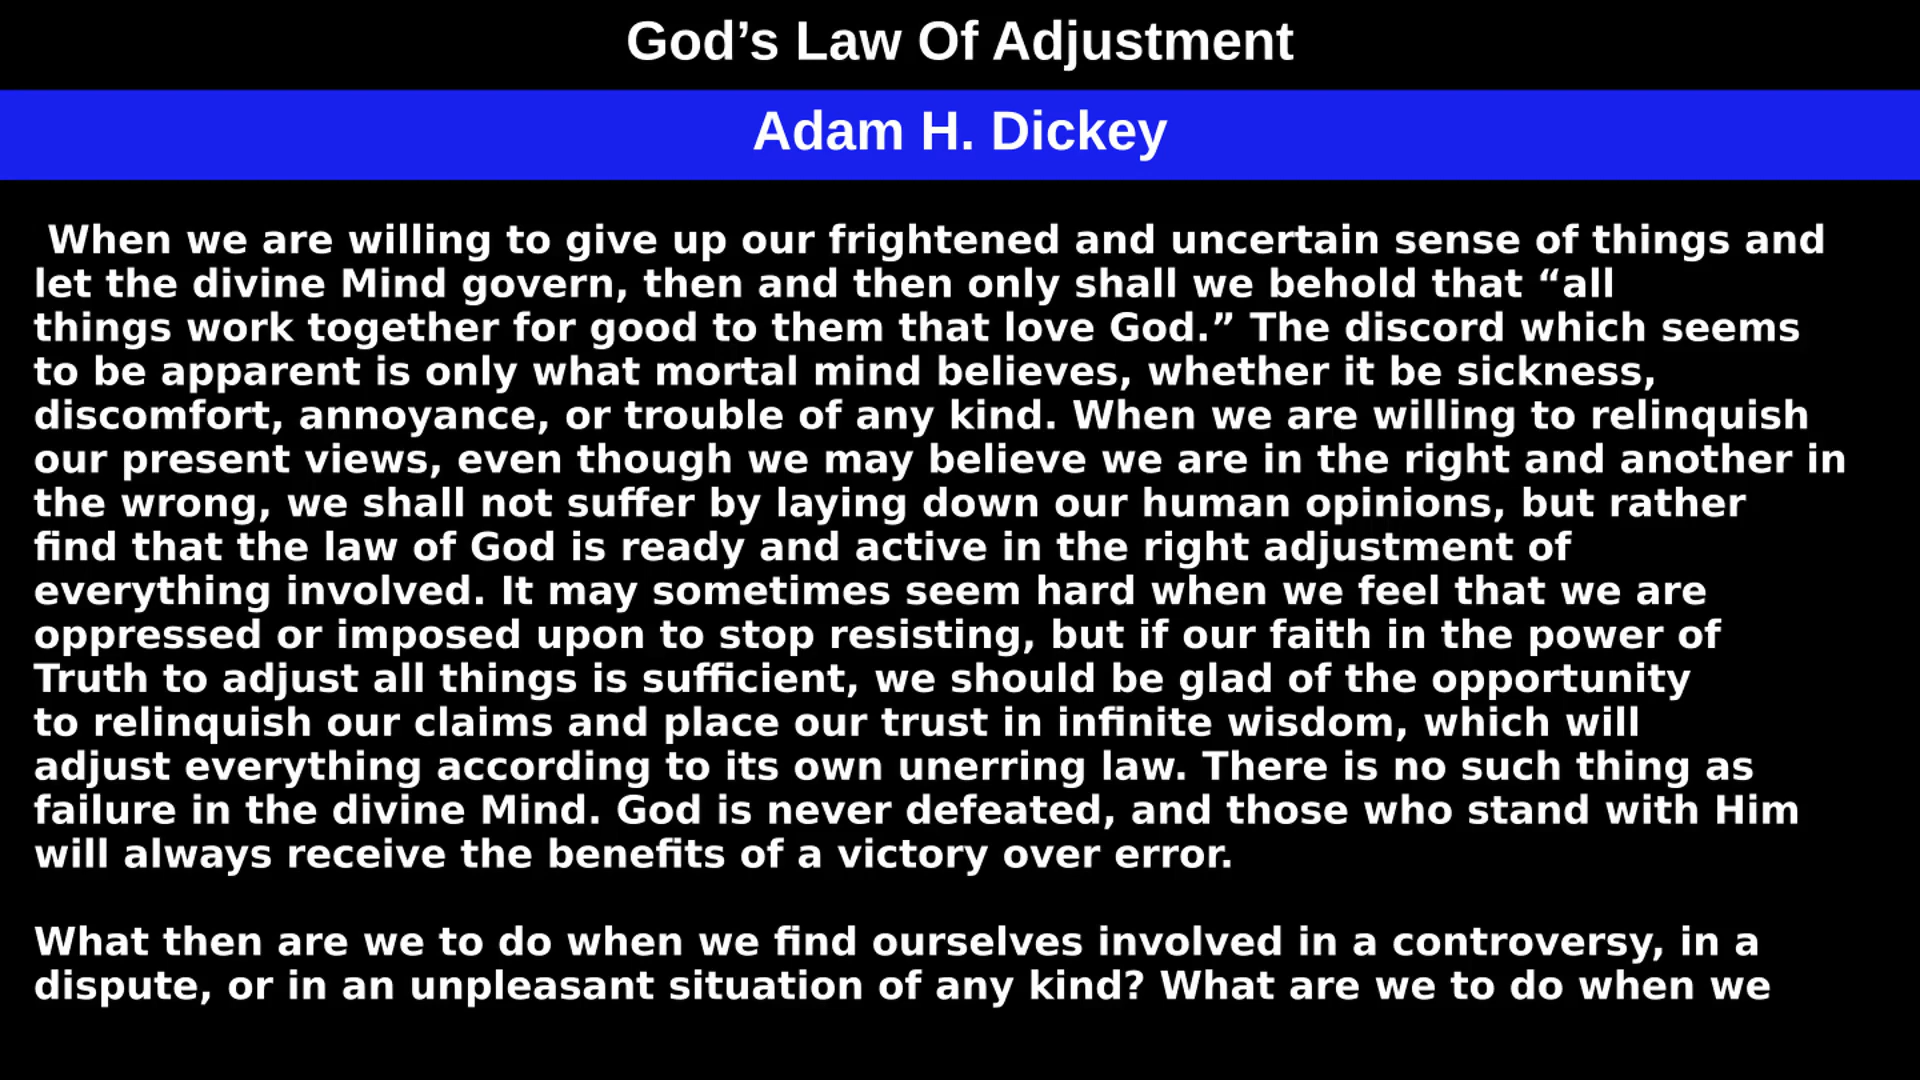 God’s Law Of Adjustment
Adam H. Dickey
When we are willing to give up our frightened and uncertain sense of things and
let the divine Mind govern, then and then only shall we behold that “all
things work together for good to them that love God.” The discord which seems
to be apparent is only what mortal mind believes, whether it be sickness,
discomfort, annoyance, or trouble of any kind. When we are willing to relinquish
our present views, even though we may believe we are in the right and another in
the wrong, we shall not suffer by laying down our human opinions, but rather
find that the law of God is ready and active in the right adjustment of
everything involved. It may sometimes seem hard when we feel that we are
oppressed or imposed upon to stop resisting, but if our faith in the power of
Truth to adjust all things is sufficient, we should be glad of the opportunity
to relinquish our claims and place our trust in infinite wisdom, which will
adjust everything according to its own unerring law. There is no such thing as
failure in the divine Mind. God is never defeated, and those who stand with Him
will always receive the benefits of a victory over error.
What then are we to do when we find ourselves involved in a controversy, in a
dispute, or in an unpleasant situation of any kind? What are we to do when we